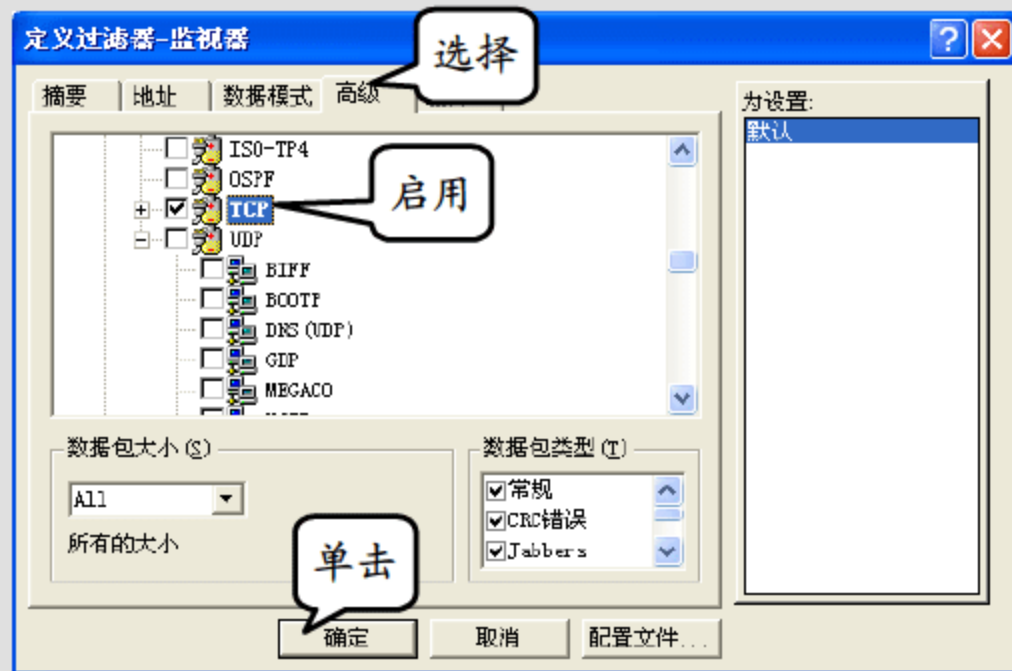 定义过滤器-监视器
选择
摘要 地址 数据模式 高级
为设置:
默认
ISO-TP4
OSPF
启用
TCP
UDP
BIFF
BOOTP
DNS (UDP)
GDP
MEGACO
数据包大小(S)
数据包类型(T)
All
常规
CRC错误
所有的大小
Jabbers
单击
确定 取消 配置文件...